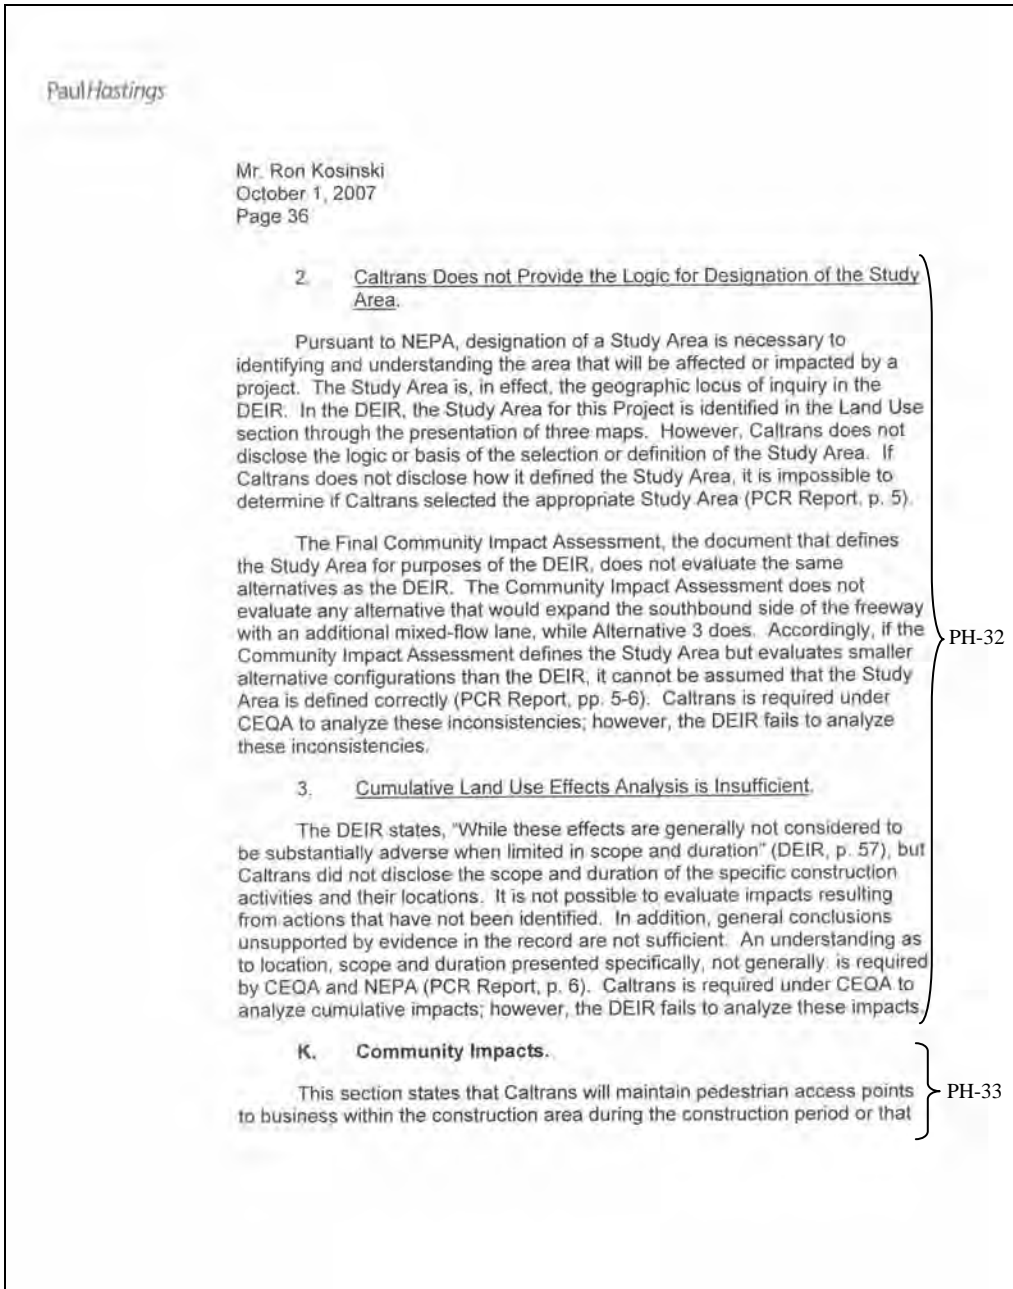 PaulHastings
Mr. Ron Kosinski
October 1, 2007
Page 36
2. Caltrans Does not Provide the Logic for Designation of the Study
Area.
Pursuant to NEPA, designation of a Study Area is necessary to
identifying and understanding the area that will be affected or impacted by a
project. The Study Area is, in effect, the geographic locus of inquiry in the
DEIR. In the DEIR, the Study Area for this Project is identified in the Land Use
section through the presentation of three maps. However, Caltrans does not
disclose the logic or basis of the selection or definition of the Study Area. If
Caltrans does not disclose how it defined the Study Area, it is impossible to
determine if Caltrans selected the appropriate Study Area (PCR Report, p. 5).
The Final Community Impact Assessment, the document that defines
the Study Area for purposes of the DEIR, does not evaluate the same
alternatives as the DEIR. The Community Impact Assessment does not
evaluate any alternative that would expand the southbound side of the freeway
with an additional mixed-flow lane, while Alternative 3 does. Accordingly, if the
Community Impact Assessment defines the Study Area but evaluates smaller
alternative configurations than the DEIR, it cannot be assumed that the Study
Area is defined correctly (PCR Report, pp. 5-6). Caltrans is required under
CEQA to analyze these inconsistencies; however, the DEIR fails to analyze
these inconsistencies.
PH-32
3. Cumulative Land Use Effects Analysis is Insufficient.
The DEIR states, “While these effects are generally not considered to
be substantially adverse when limited in scope and duration” (DEIR, p. 57), but
Caltrans did not disclose the scope and duration of the specific construction
activities and their locations. It is not possible to evaluate impacts resulting
from actions that have not been identified. In addition, general conclusions
unsupported by evidence in the record are not sufficient. An understanding as
to location, scope and duration presented specifically, not generally, is required
by CEQA and NEPA (PCR Report, p. 6). Caltrans is required under CEQA to
analyze cumulative impacts; however, the DEIR fails to analyze these impacts.
K. Community Impacts.
This section states that Caltrans will maintain pedestrian access points
to business within the construction area during the construction period or that
PH-33